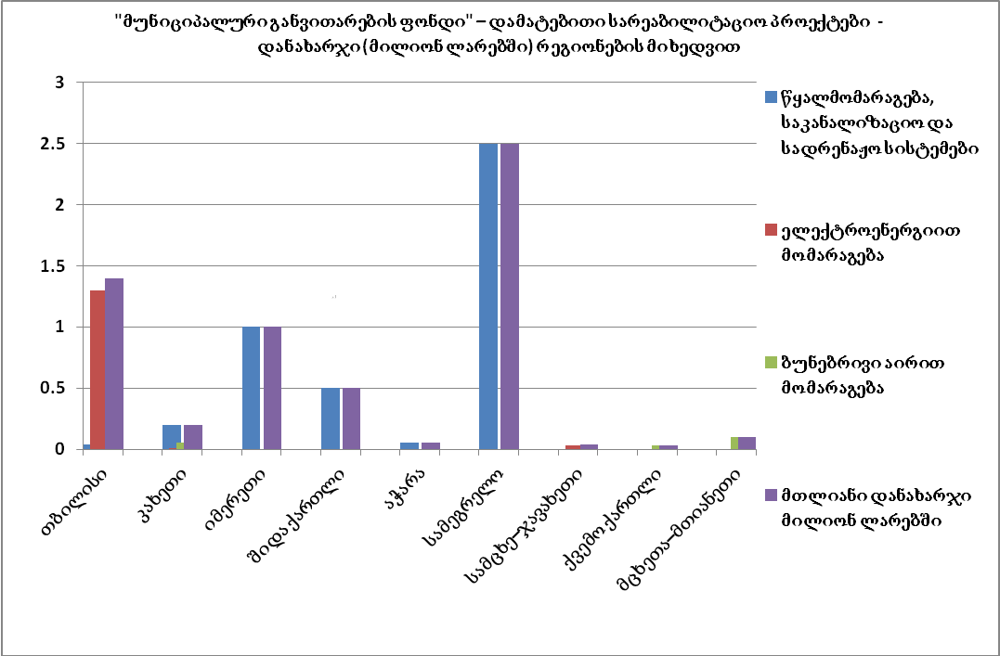 "მუნიციპალური განვითარების ფონდი" – დამატებითი სარეაბილიტაციო პროექტები -
დანახარჯი (მილიონ ლარებში) რეგიონების მიხედვით
3
2.5
2
1.5
1
0.5
0
თბილისი
კახეთი
იმერეთი
შიდა ქართლი
აჭარა
სამეგრელო
სამცხე–ჯავახეთი
ქვემო ქართლი
მცხეთა–მთიანეთი
წყალმომარაგება,
საკანალიზაციო და
სადრენაჟო სისტემები
ელექტროენერგიით
მომარაგება
ბუნებრივი აირით
მომარაგება
მთლიანი დანახარჯი
მილიონ ლარებში